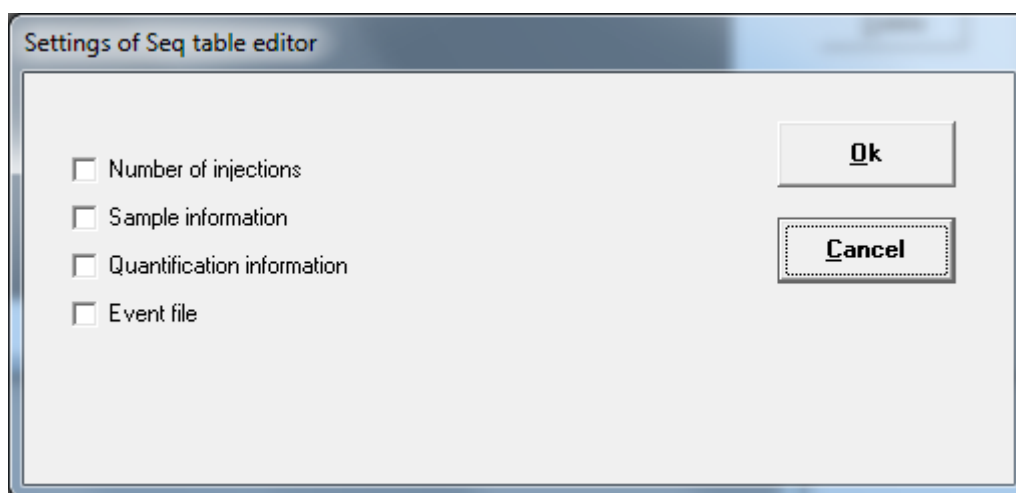 Settings of Seq table editor
Number of injections
Sample information
Quantification information
Event file
Ok
Cancel